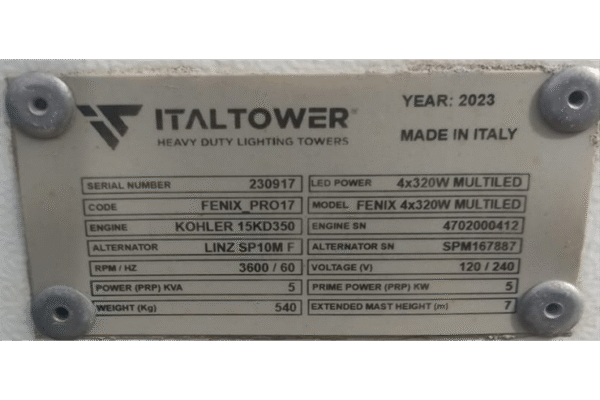 ITALTOWER®
HEAVY DUTY LIGHTING TOWERS
YEAR: 2023
MADE IN ITALY
SERIAL NUMBER 230917 LED POWER 4x320W MULTILED
CODE FENIX_PRO17 MODEL FENIX 4x320W MULTILED
ENGINE KOHLER 15KD350 ENGINE SN 4702000412
ALTERNATOR LINZ SP10M F ALTERNATOR SN SPM167887
RPM / HZ 3600 / 60 VOLTAGE (V) 120 / 240
POWER (PRP) KVA 5 PRIME POWER (PRP) KW 5
WEIGHT (Kg) 540 EXTENDED MAST HEIGHT (m) 7